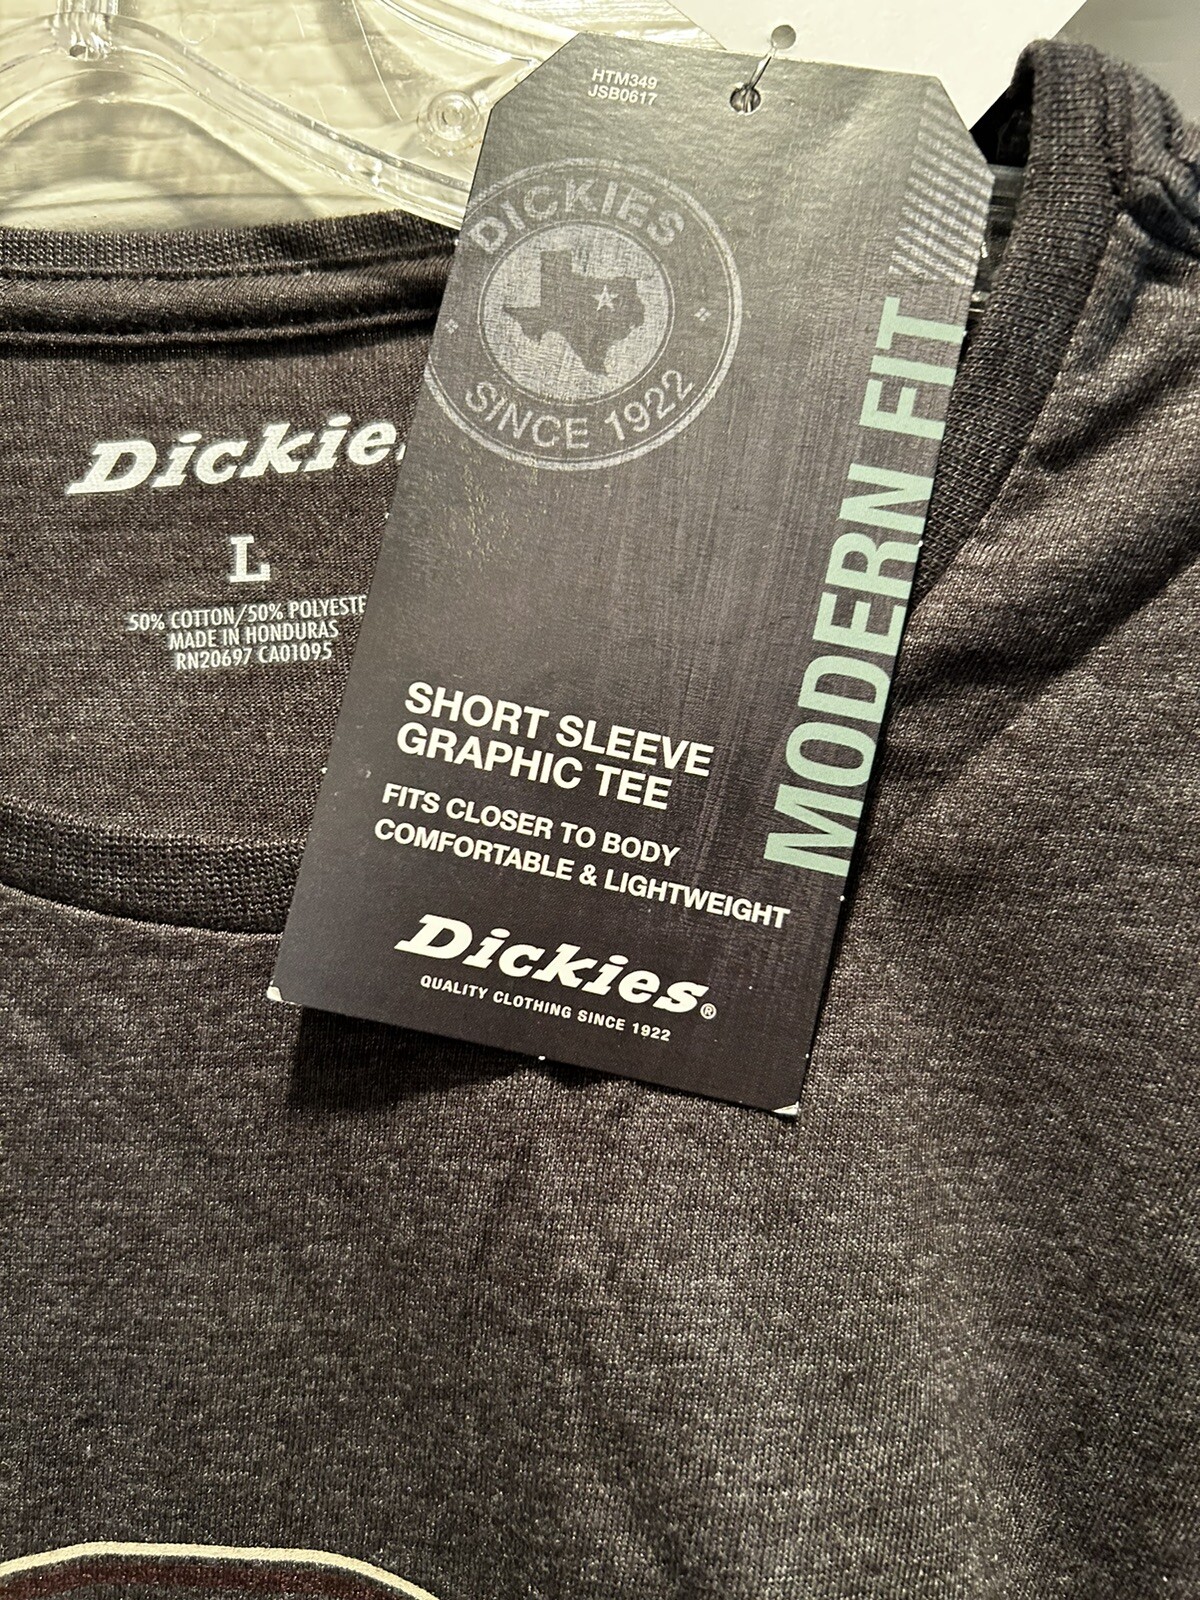 HTM349
JSB0617
DICKIES
SINCE 1922
MODERN FIT
Dickie
L
50% COTTON/50% POLYESTE
MADE IN HONDURAS
RN20697 CA01095
SHORT SLEEVE
GRAPHIC TEE
FITS CLOSER TO BODY
COMFORTABLE & LIGHTWEIGHT
Dickies®
QUALITY CLOTHING SINCE 1922